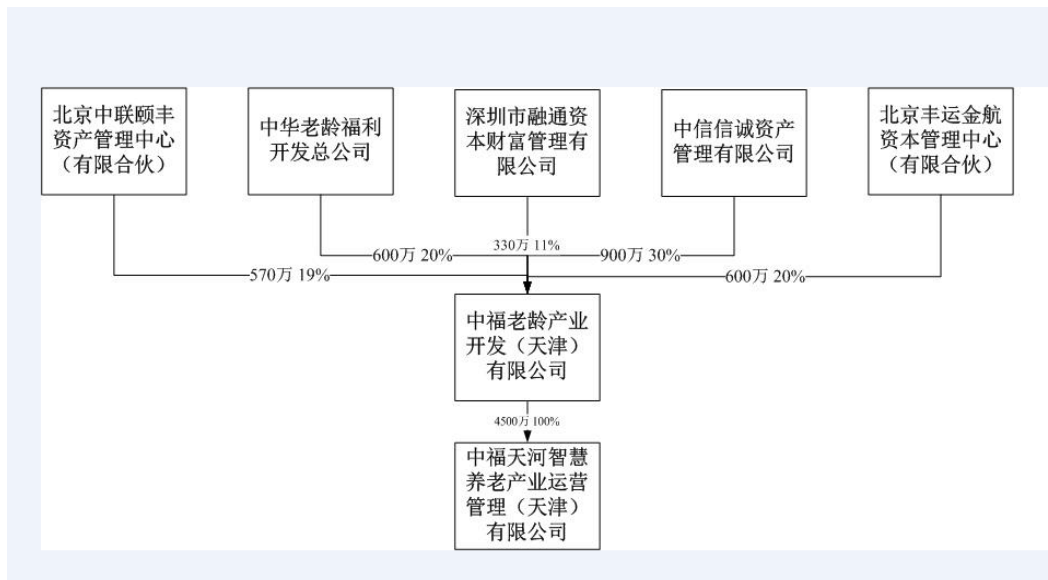 北京中联颐丰
资产管理中心
（有限合伙）
中华老龄福利
开发总公司
深圳市融通资
本财富管理有
限公司
中信信诚资产
管理有限公司
北京丰运金航
资本管理中心
（有限合伙）
330万 11%
600万 20%
900万 30%
570万 19%
600万 20%
中福老龄产业
开发（天津）
有限公司
4500万 100%
中福天河智慧
养老产业运营
管理（天津）
有限公司